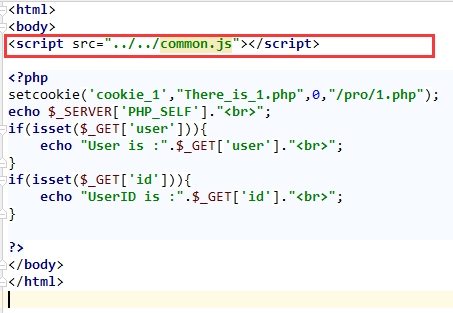 <html>
<body>
<script src="../../common.js"></script>
<?php
setcookie('cookie_1',"There_is_1.php",0,"/pro/1.php");
echo $_SERVER['PHP_SELF']."<br>";
if(isset($_GET['user'])){
    echo "User is :".$_GET['user']."<br>";
}
if(isset($_GET['id'])){
    echo "UserID is :".$_GET['id']."<br>";
}
?>
</body>
</html>